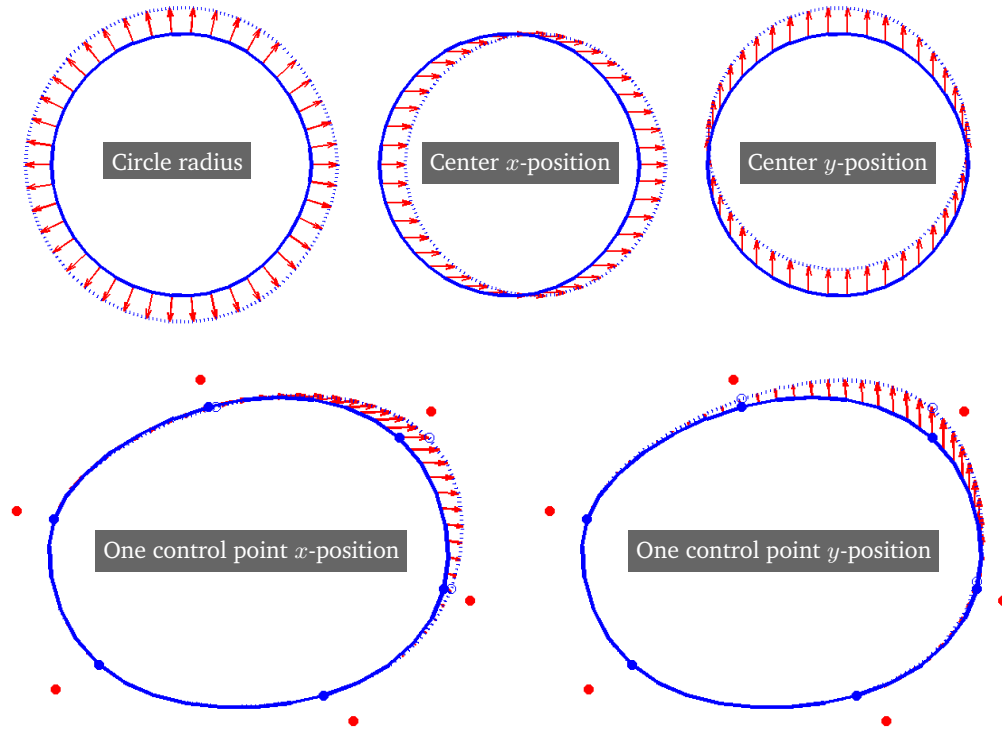 Circle radius
Center x-position
Center y-position
One control point x-position
One control point y-position